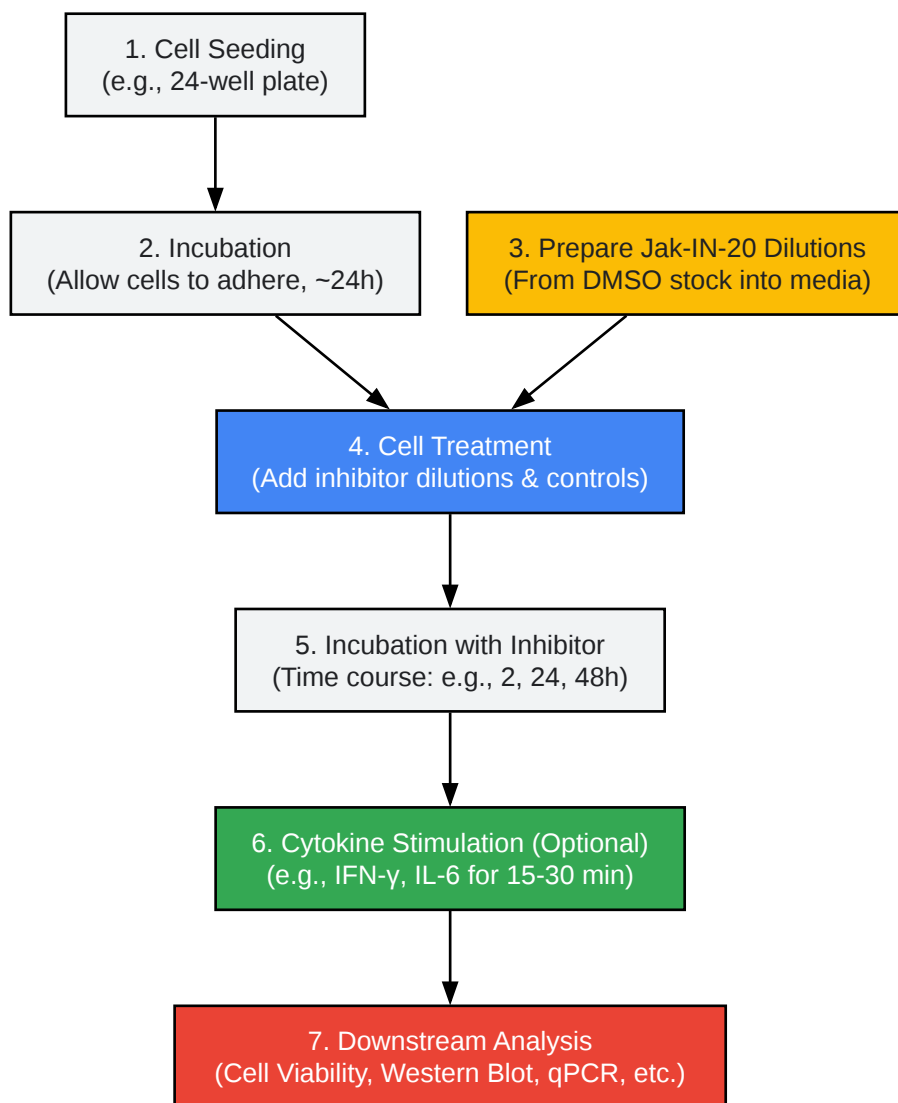 1. Cell Seeding
(e.g., 24-well plate)
2. Incubation
(Allow cells to adhere, ~24h)
3. Prepare Jak-IN-20 Dilutions
(From DMSO stock into media)
4. Cell Treatment
(Add inhibitor dilutions & controls)
5. Incubation with Inhibitor
(Time course: e.g., 2, 24, 48h)
6. Cytokine Stimulation (Optional)
(e.g., IFN-γ, IL-6 for 15-30 min)
7. Downstream Analysis
(Cell Viability, Western Blot, qPCR, etc.)